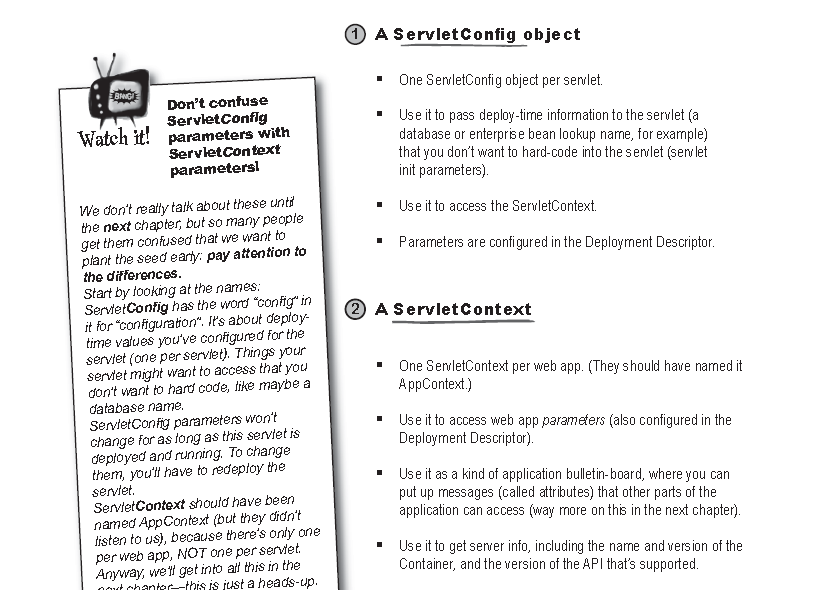 1 A ServletConfig object
One ServletConfig object per servlet.
Use it to pass deploy-time information to the servlet (a
database or enterprise bean lookup name, for example)
that you don't want to hard-code into the servlet (servlet
init parameters).
Use it to access the ServletContext.
Parameters are configured in the Deployment Descriptor.
2 A ServletContext
One ServletContext per web app. (They should have named it
AppContext.)
Use it to access web app parameters (also configured in the
Deployment Descriptor).
Use it as a kind of application bulletin-board, where you can
put up messages (called attributes) that other parts of the
application can access (way more on this in the next chapter).
Use it to get server info, including the name and version of the
Container, and the version of the API that's supported.
BANG!
Watch it!
Don't confuse
ServletConfig
parameters with
ServletContext
parameters!
We don't really talk about these until
the next chapter, but so many people
get them confused that we want to
plant the seed early: pay attention to
the differences.
Start by looking at the names:
ServletConfig has the word "config" in
it for "configuration". It's about deploy-
time values you've configured for the
servlet (one per servlet). Things your
servlet might want to access that you
don't want to hard code, like maybe a
database name.
ServletConfig parameters won't
change for as long as this servlet is
deployed and running. To change
them, you'll have to redeploy the
servlet.
ServletContext should have been
named AppContext (but they didn't
listen to us), because there's only one
per web app, NOT one per servlet.
Anyway, we'll get into all this in the
next chapter—this is just a heads-up.